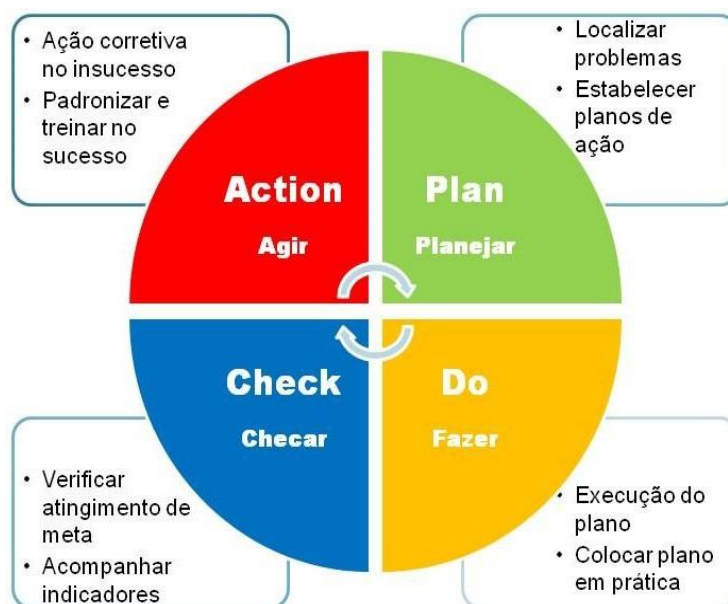 • Ação corretiva
no insucesso
• Padronizar e
treinar no
sucesso
• Localizar
problemas
• Estabelecer
planos de
ação
Action
Agir
Plan
Planejar
Check
Checar
Do
Fazer
• Verificar
atingimento de
meta
• Acompanhar
indicadores
• Execução do
plano
• Colocar plano
em prática